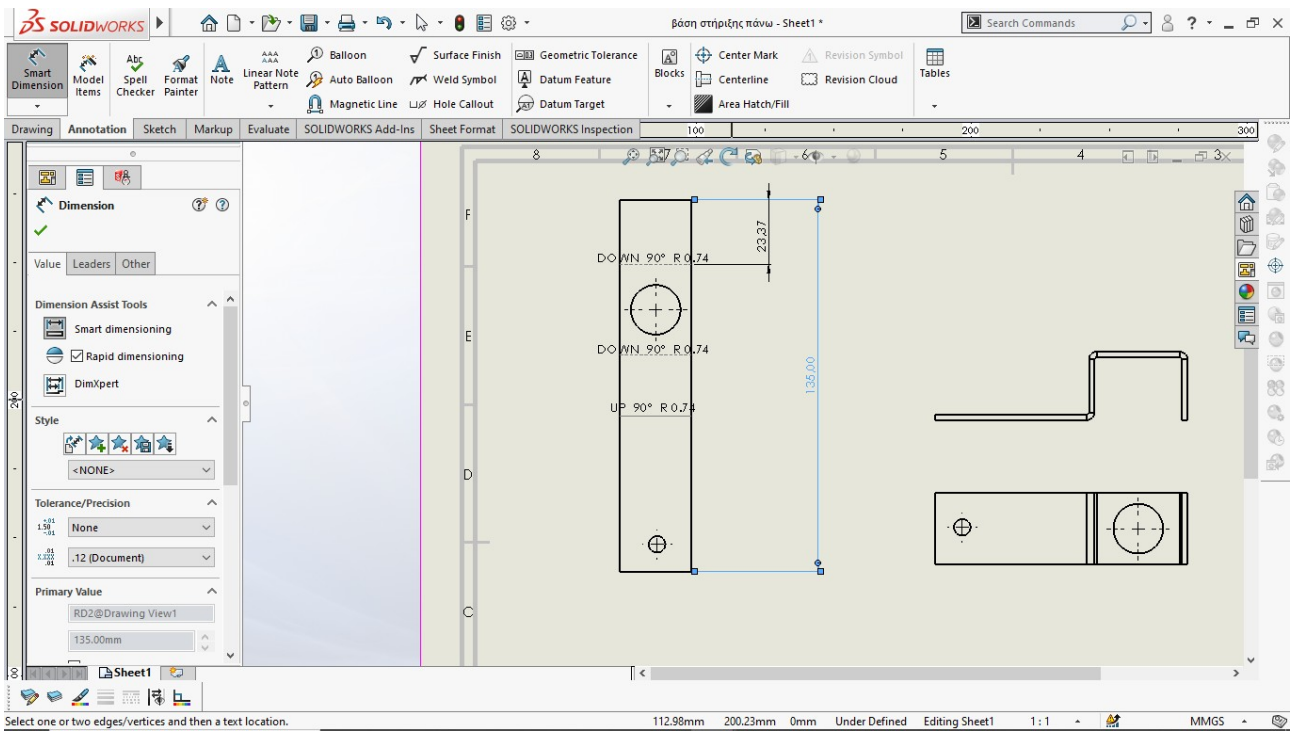 SOLIDWORKS
βάση στήριξης πάνω - Sheet1 *
Search Commands
?
Smart Dimension
Model Items
Spell Checker
Format Painter
Note
Linear Note Pattern
Balloon
Auto Balloon
Magnetic Line
Surface Finish
Weld Symbol
Hole Callout
Geometric Tolerance
Datum Feature
Datum Target
Blocks
Center Mark
Centerline
Area Hatch/Fill
Revision Symbol
Revision Cloud
Tables
Drawing Annotation Sketch Markup Evaluate SOLIDWORKS Add-Ins Sheet Format SOLIDWORKS Inspection
100 200 300
8 7 6 5 4 3
Dimension
Value Leaders Other
Dimension Assist Tools
Smart dimensioning
Rapid dimensioning
DimXpert
Style
<NONE>
Tolerance/Precision
None
.12 (Document)
Primary Value
RD2@Drawing View1
135.00mm
F
E
D
C
23,37
DOWN 90° R 0.74
DOWN 90° R 0.74
UP 90° R 0.74
135,00
Sheet1
Select one or two edges/vertices and then a text location.
112.98mm 200.23mm 0mm Under Defined Editing Sheet1 1 : 1 MMGS